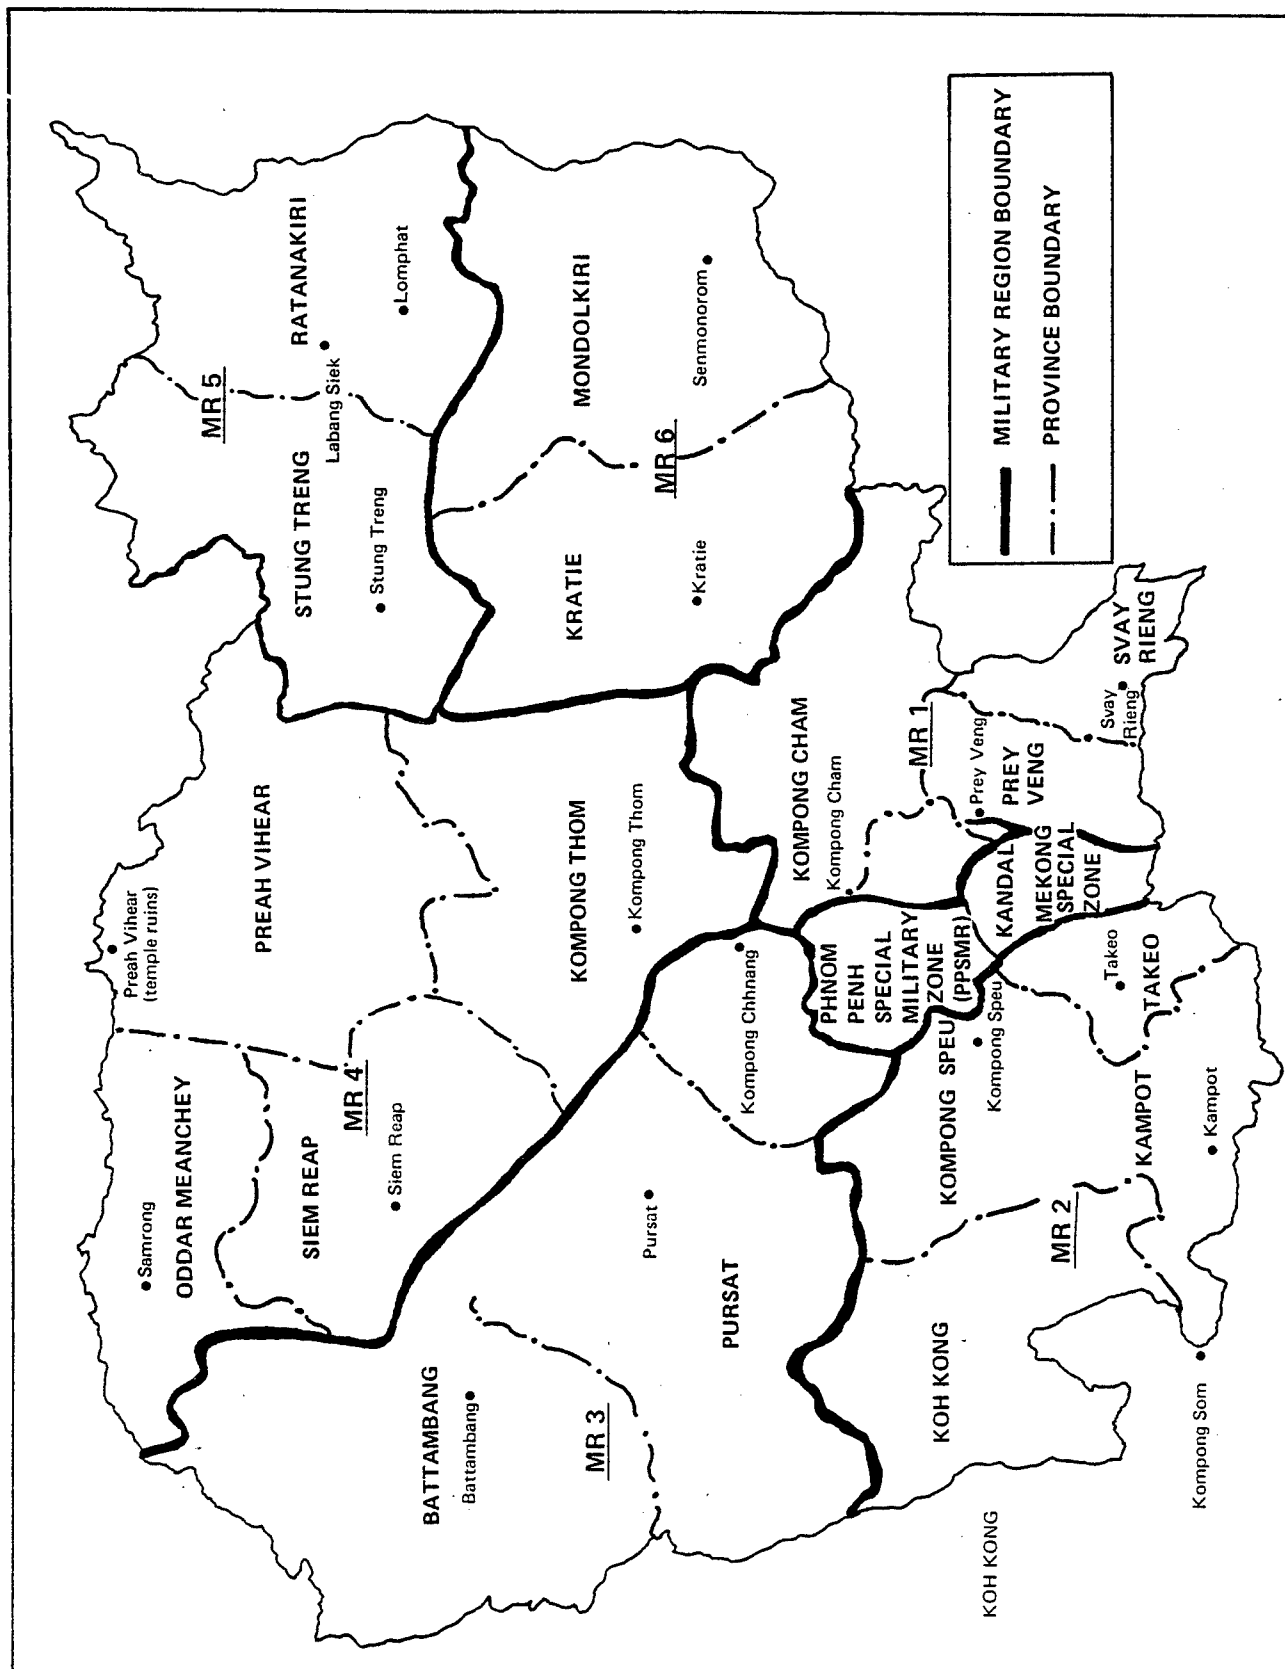 Preah Vihear
(temple ruins)
Samrong
ODDAR MEANCHEY
PREAH VIHEAR
MR 5
RATANAKIRI
Labang Siek
Lomphat
STUNG TRENG
Stung Treng
SIEM REAP
MR 4
Siem Reap
BATTAMBANG
Battambang
KOMPONG THOM
Kompong Thom
KRATIE
Kratie
MONDOLKIRI
MR 6
Senmonorom
MR 3
Pursat
PURSAT
Kompong Chhnang
KOMPONG CHAM
Kompong Cham
PHNOM
PENH
SPECIAL
MILITARY
ZONE
(PPSMR)
MR 1
Prey Veng
PREY
VENG
KANDAL
MEKONG
SPECIAL
ZONE
KOMPONG SPEU
Kompong Speu
KOH KONG
KOH KONG
MR 2
Takeo
TAKEO
KAMPOT
Kampot
Kompong Som
Svay
Rieng
SVAY
RIENG
MILITARY REGION BOUNDARY
PROVINCE BOUNDARY